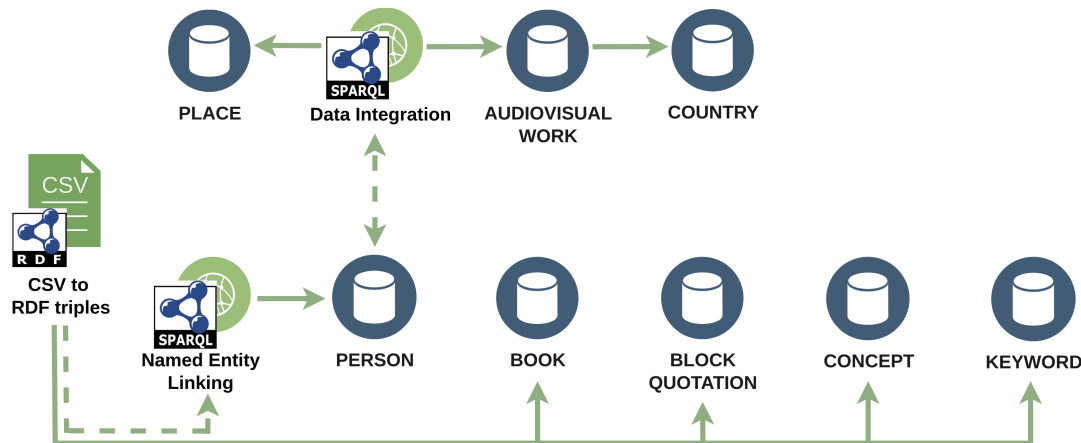 SPARQL
PLACE
Data Integration
AUDIOVISUAL
WORK
COUNTRY
CSV
R D F
CSV to
RDF triples
SPARQL
Named Entity
Linking
PERSON
BOOK
BLOCK
QUOTATION
CONCEPT
KEYWORD